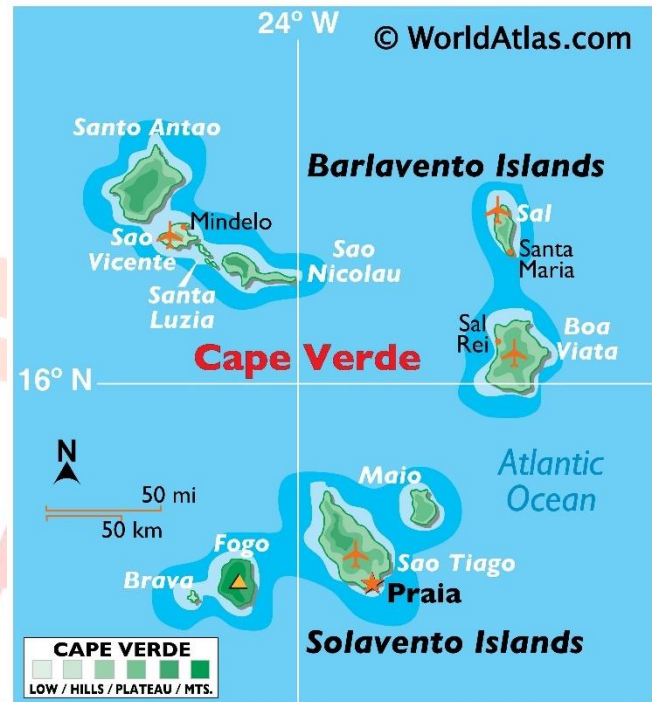 24° W
© WorldAtlas.com
Santo Antao
Barlavento Islands
Mindelo
Sao
Vicente
Santa
Luzia
Sao
Nicolau
Sal
Santa
Maria
Sal
Rei
Boa
Viata
Cape Verde
16° N
N
50 mi
50 km
Atlantic
Ocean
Maio
Fogo
Brava
Sao Tiago
Praia
Solavento Islands
CAPE VERDE
LOW / HILLS / PLATEAU / MTS.